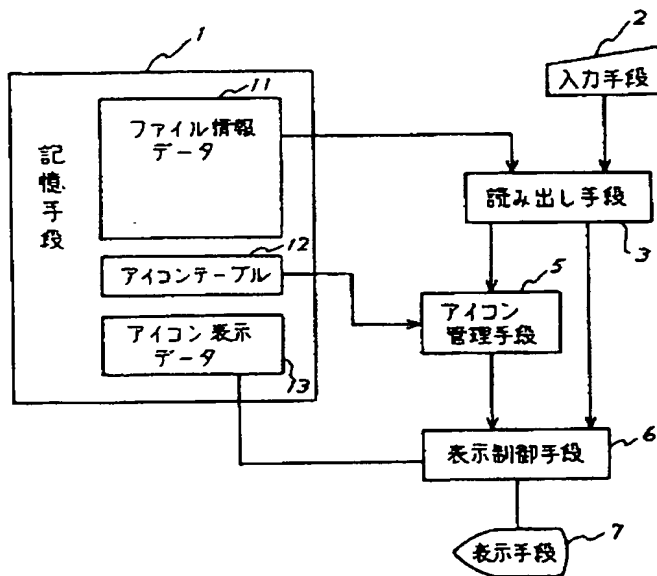 1
2
11
入力手段
ファイル情報
データ
記憶手段
読み出し手段
3
12
アイコンテーブル
5
アイコン
管理手段
アイコン表示
データ
13
表示制御手段
6
表示手段
7